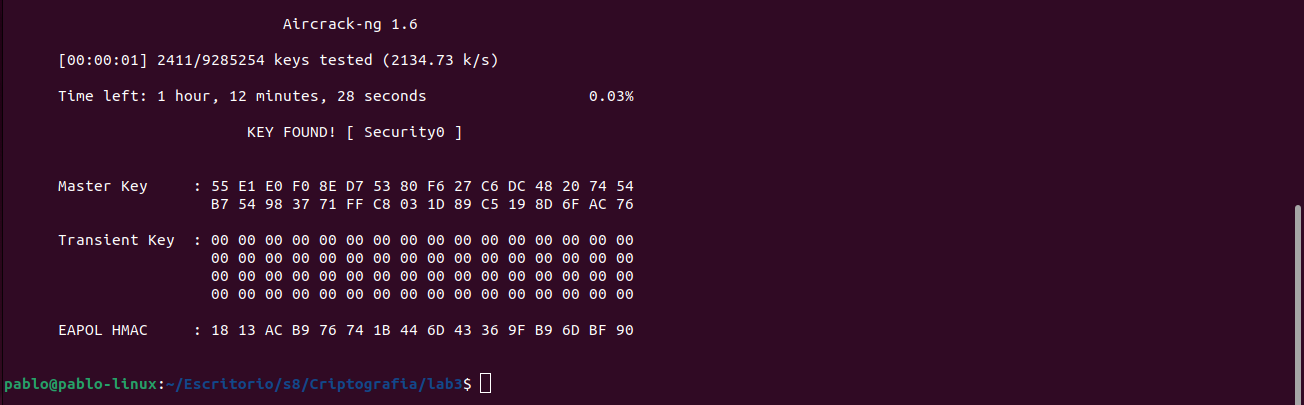 Aircrack-ng 1.6
[00:00:01] 2411/9285254 keys tested (2134.73 k/s)
Time left: 1 hour, 12 minutes, 28 seconds 0.03%
KEY FOUND! [ Security0 ]
Master Key : 55 E1 E0 F0 8E D7 53 80 F6 27 C6 DC 48 20 74 54
B7 54 98 37 71 FF C8 03 1D 89 C5 19 8D 6F AC 76
Transient Key : 00 00 00 00 00 00 00 00 00 00 00 00 00 00 00 00
00 00 00 00 00 00 00 00 00 00 00 00 00 00 00 00
00 00 00 00 00 00 00 00 00 00 00 00 00 00 00 00
00 00 00 00 00 00 00 00 00 00 00 00 00 00 00 00
EAPOL HMAC : 18 13 AC B9 76 74 1B 44 6D 43 36 9F B9 6D BF 90
pablo@pablo-linux:~/Escritorio/s8/Criptografia/lab3$